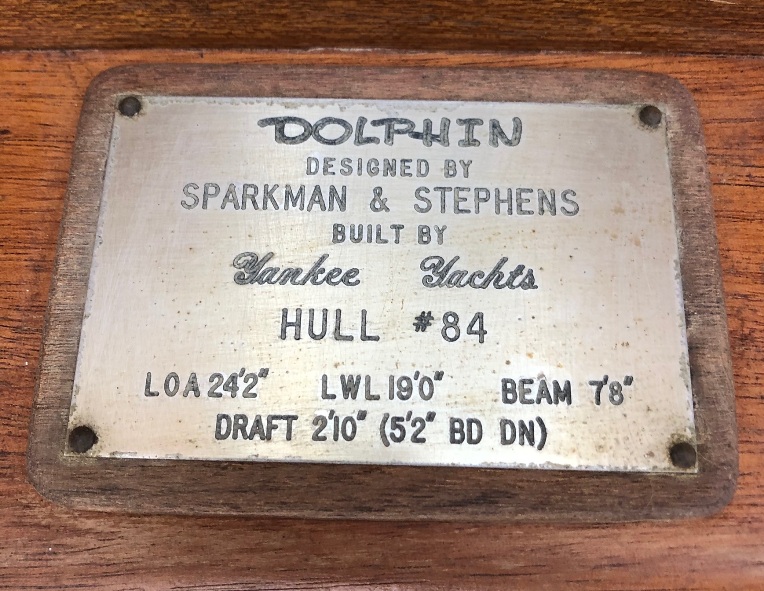 DOLPHIN
DESIGNED BY
SPARKMAN & STEPHENS
BUILT BY
Yankee Yachts
HULL #84
LOA 24'2" LWL 19'0" BEAM 7'8"
DRAFT 2'10" (5'2" BD DN)